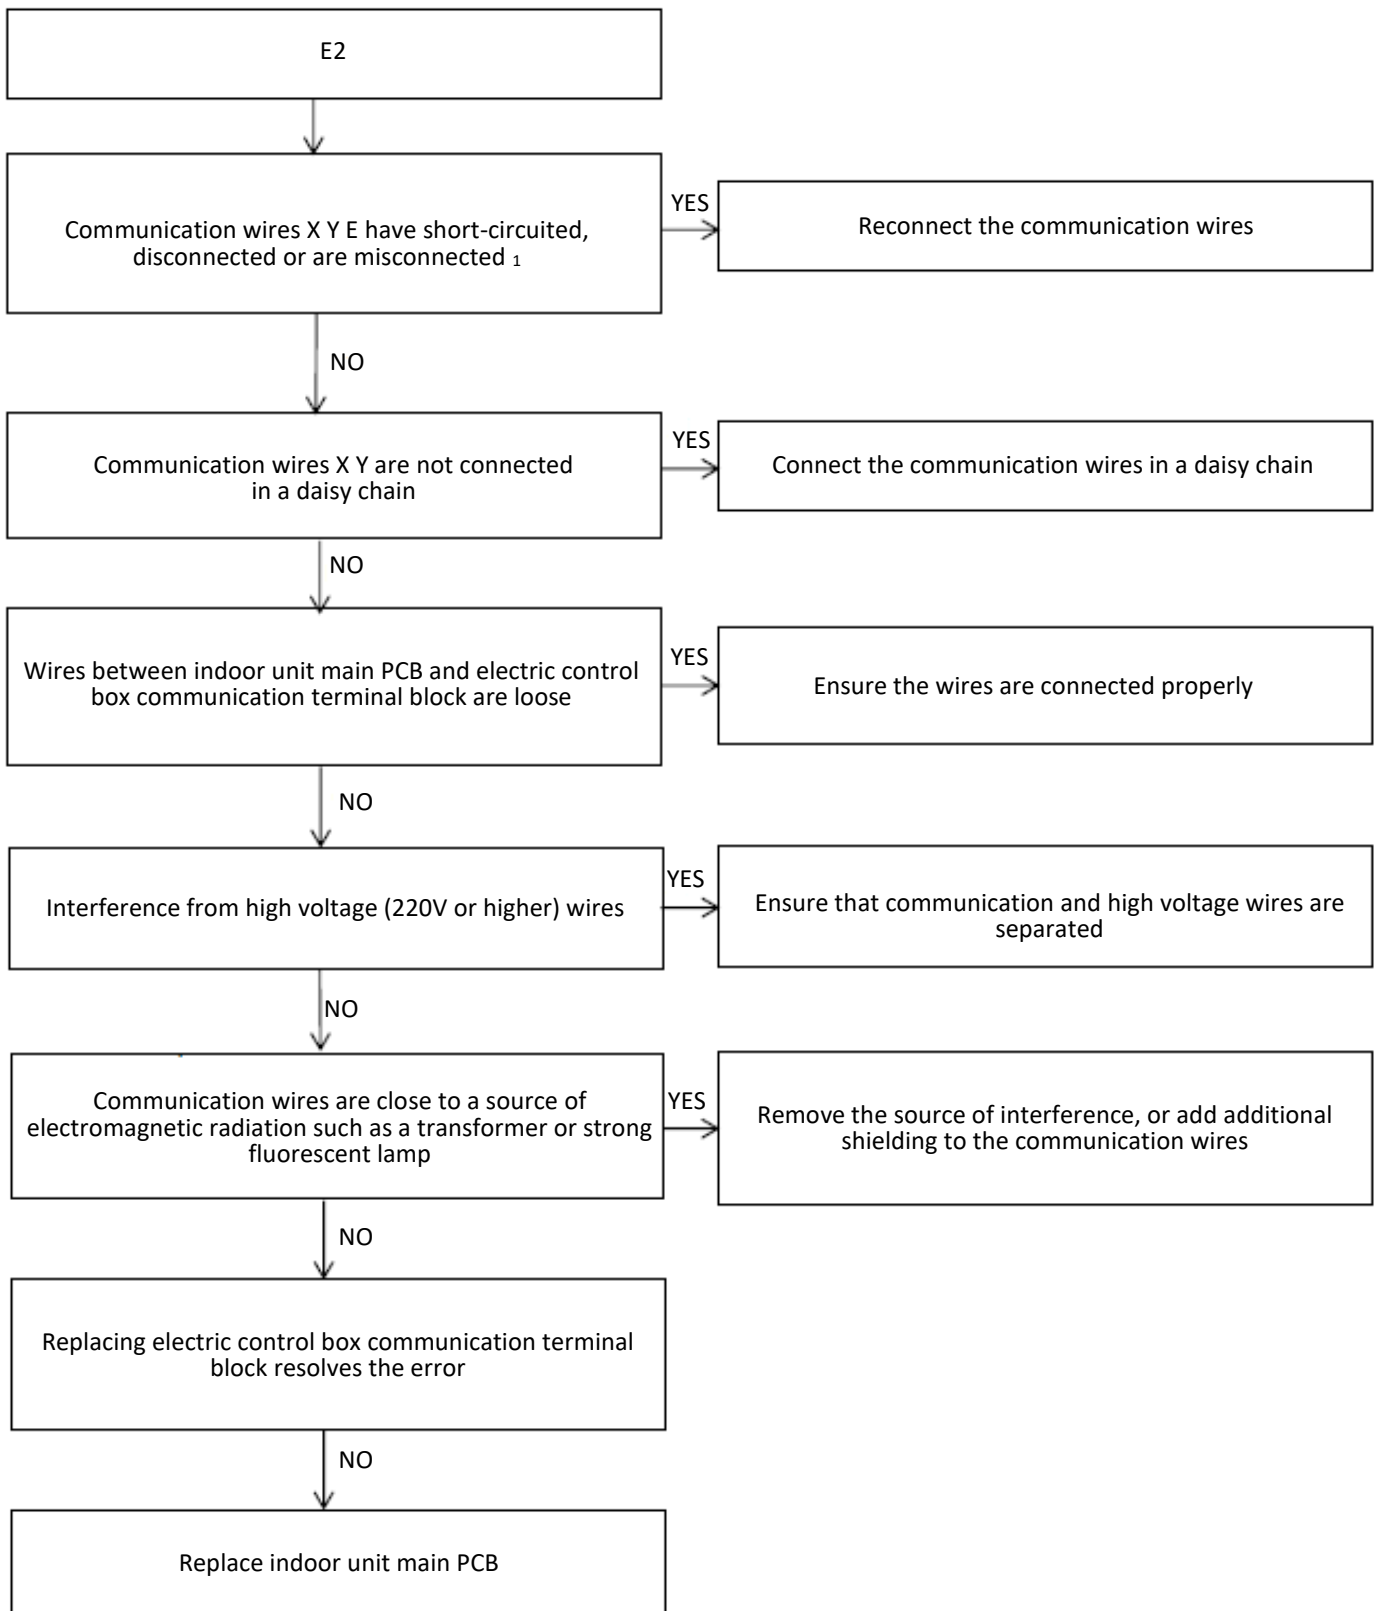 E2
Communication wires X Y E have short-circuited,
disconnected or are misconnected 1
YES
Reconnect the communication wires
NO
Communication wires X Y are not connected
in a daisy chain
YES
Connect the communication wires in a daisy chain
NO
Wires between indoor unit main PCB and electric control
box communication terminal block are loose
YES
Ensure the wires are connected properly
NO
Interference from high voltage (220V or higher) wires
YES
Ensure that communication and high voltage wires are
separated
NO
Communication wires are close to a source of
electromagnetic radiation such as a transformer or strong
fluorescent lamp
YES
Remove the source of interference, or add additional
shielding to the communication wires
NO
Replacing electric control box communication terminal
block resolves the error
NO
Replace indoor unit main PCB